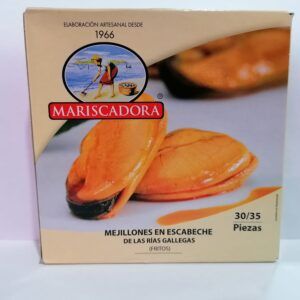 ELABORACIÓN ARTESANAL DESDE
1966
MARISCADORA
®
MEJILLONES EN ESCABECHE
DE LAS RÍAS GALLEGAS
(FRITOS)
30/35
Piezas